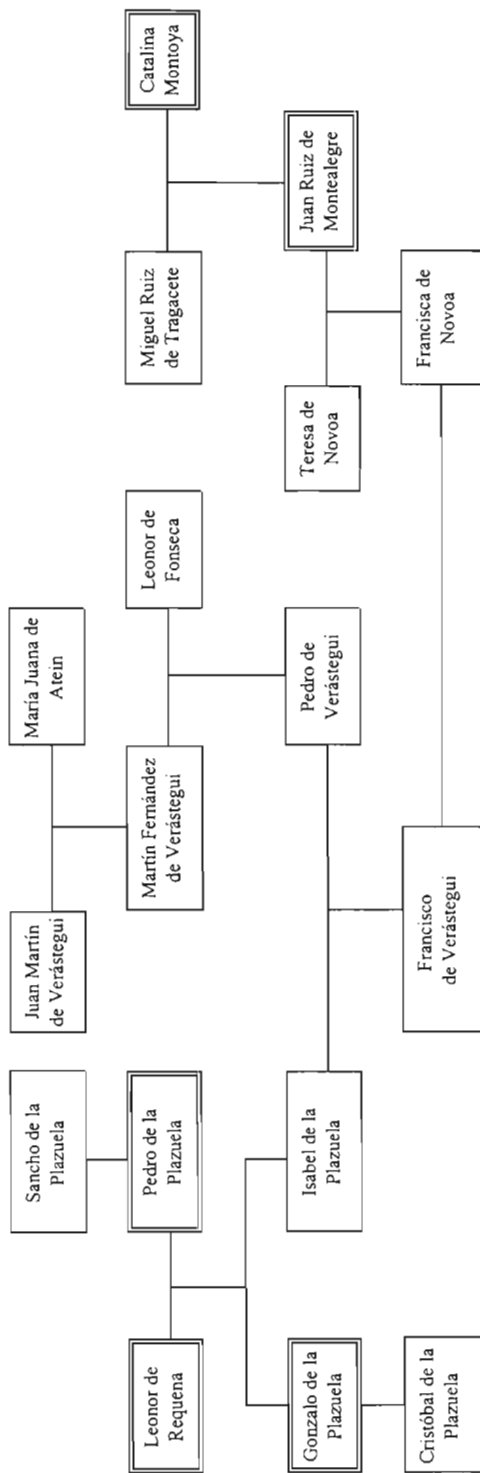 Sancho de la
Plazuela
Juan Martín
de Verástegui
María Juana de
Atein
Leonor de
Requena
Pedro de la
Plazuela
Martín Fernández
de Verástegui
Leonor de
Fonseca
Miguel Ruiz
de Tragacete
Catalina
Montoya
Gonzalo de la
Plazuela
Isabel de la
Plazuela
Pedro de
Verástegui
Teresa de
Novoa
Juan Ruiz de
Montealegre
Cristóbal de la
Plazuela
Francisco
de Verástegui
Francisca de
Novoa